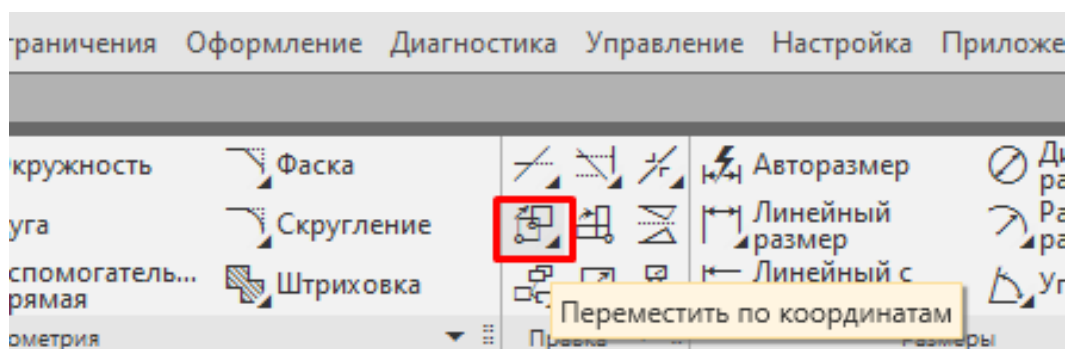 граничения Оформление Диагностика Управление Настройка Приложе
кружность Фаска Авторазмер
уга Скругление Линейный размер
спомогатель... Штриховка Линейный с
рямая
Переместить по координатам
ометрия Правка Размеры